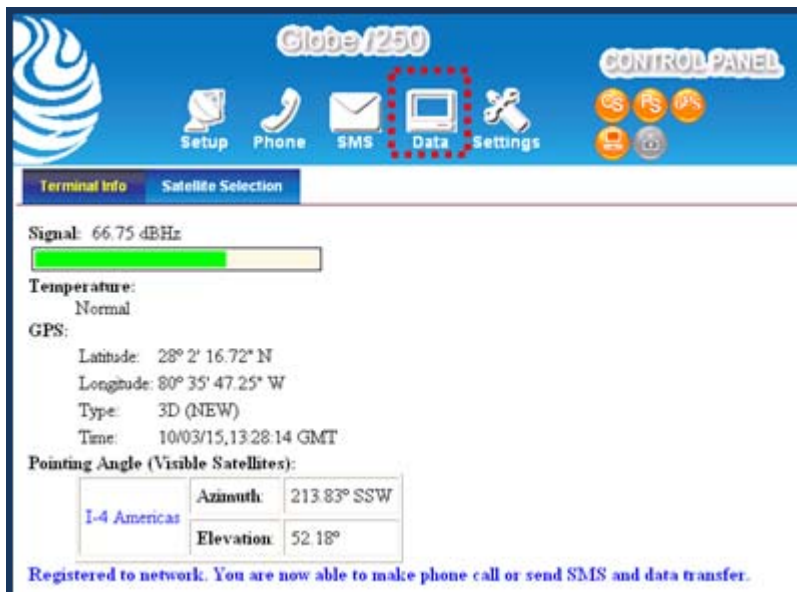 Globe i250
CONTROL PANEL
CS PS GPS
Setup Phone SMS Data Settings
Terminal Info Satellite Selection
Signal: 66.75 dBHz
Temperature:
Normal
GPS:
Latitude: 28° 2' 16.72" N
Longitude: 80° 35' 47.25" W
Type: 3D (NEW)
Time: 10/03/15,13:28:14 GMT
Pointing Angle (Visible Satellites):
I-4 Americas
Azimuth: 213.83° SSW
Elevation: 52.18°
Registered to network. You are now able to make phone call or send SMS and data transfer.